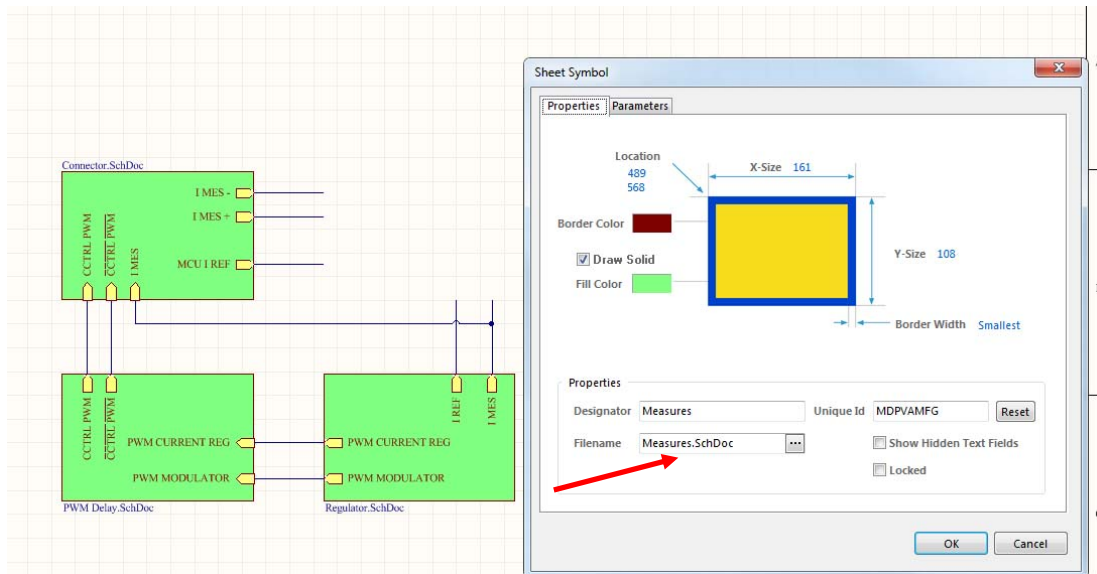 Connector.SchDoc
I MES -
I MES +
MCU I REF
CCTRL PWM
CCTRL PWM
I MES
CCTRL PWM
CCTRL PWM
PWM CURRENT REG
PWM MODULATOR
PWM Delay.SchDoc
I REF
I MES
PWM CURRENT REG
PWM MODULATOR
Regulator.SchDoc
Sheet Symbol
Properties Parameters
Location
489
568
X-Size 161
Border Color
Draw Solid
Fill Color
Y-Size 108
Border Width Smallest
Properties
Designator Measures Unique Id MDPVAMFG Reset
Filename Measures.SchDoc ... Show Hidden Text Fields
Locked
OK Cancel